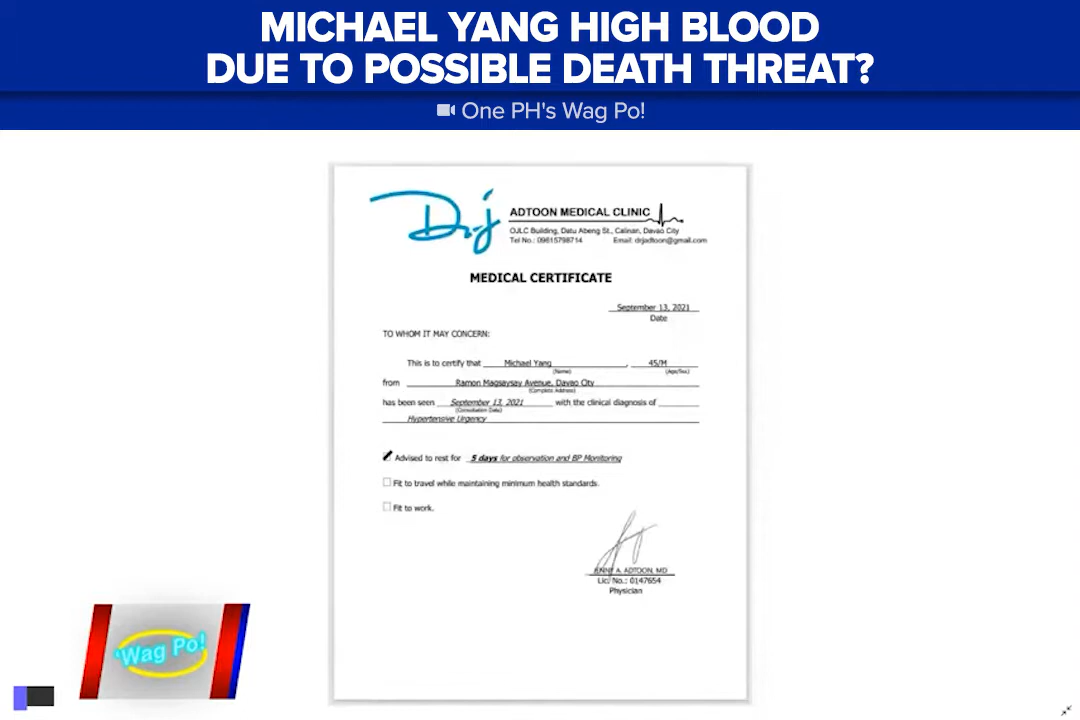 MICHAEL YANG HIGH BLOOD
DUE TO POSSIBLE DEATH THREAT?
One PH's Wag Po!
Dr.j
ADTOON MEDICAL CLINIC
OJLC Building, Datu Abeng St., Calinan, Davao City
Tel No.: 09615798714 Email: drjadtoon@gmail.com
MEDICAL CERTIFICATE
September 13, 2021
Date
TO WHOM IT MAY CONCERN:
This is to certify that Michael Yang, 45/M
(Name) (Age/Sex)
from Ramon Magsaysay Avenue, Davao City
(Complete Address)
has been seen September 13, 2021 with the clinical diagnosis of
(Consultation Date)
Hypertensive Urgency
Advised to rest for 5 days for observation and BP Monitoring
Fit to travel while maintaining minimum health standards.
Fit to work.
A. ADTOON, MD
Lic. No.: 0147654
Physician
'Wag Po!